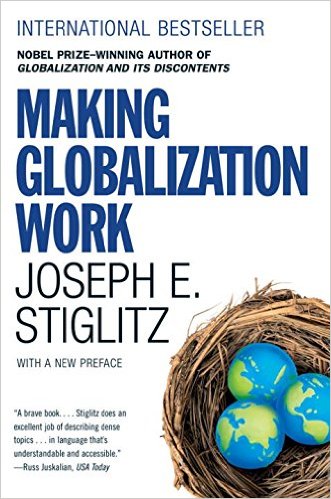 INTERNATIONAL BESTSELLER
NOBEL PRIZE–WINNING AUTHOR OF
GLOBALIZATION AND ITS DISCONTENTS
MAKING
GLOBALIZATION
WORK
JOSEPH E.
STIGLITZ
WITH A NEW PREFACE
"A brave book. . . . Stiglitz does an
excellent job of describing dense
topics . . . in language that's
understandable and accessible."
—Russ Juskalian, USA Today